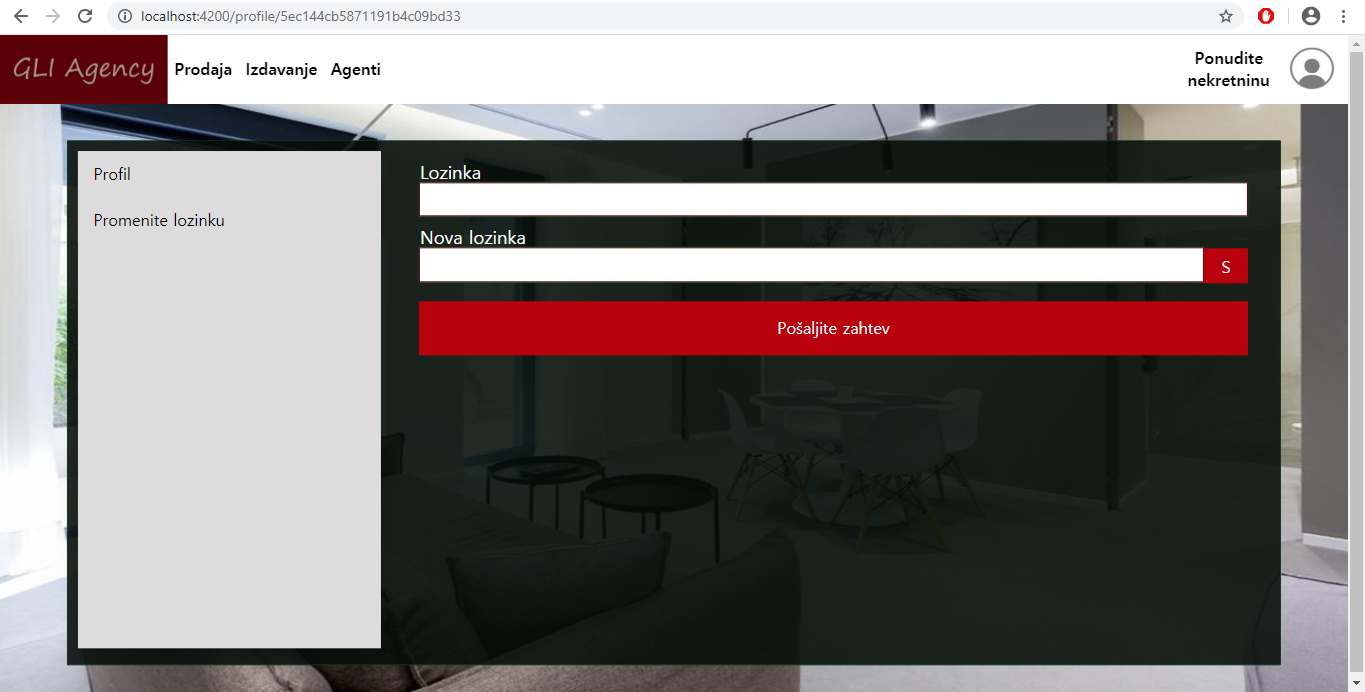 localhost:4200/profile/5ec144cb5871191b4c09bd33
GLI Agency
Prodaja Izdavanje Agenti
Ponudite
nekretninu
Profil
Promenite lozinku
Lozinka
Nova lozinka
S
Pošaljite zahtev